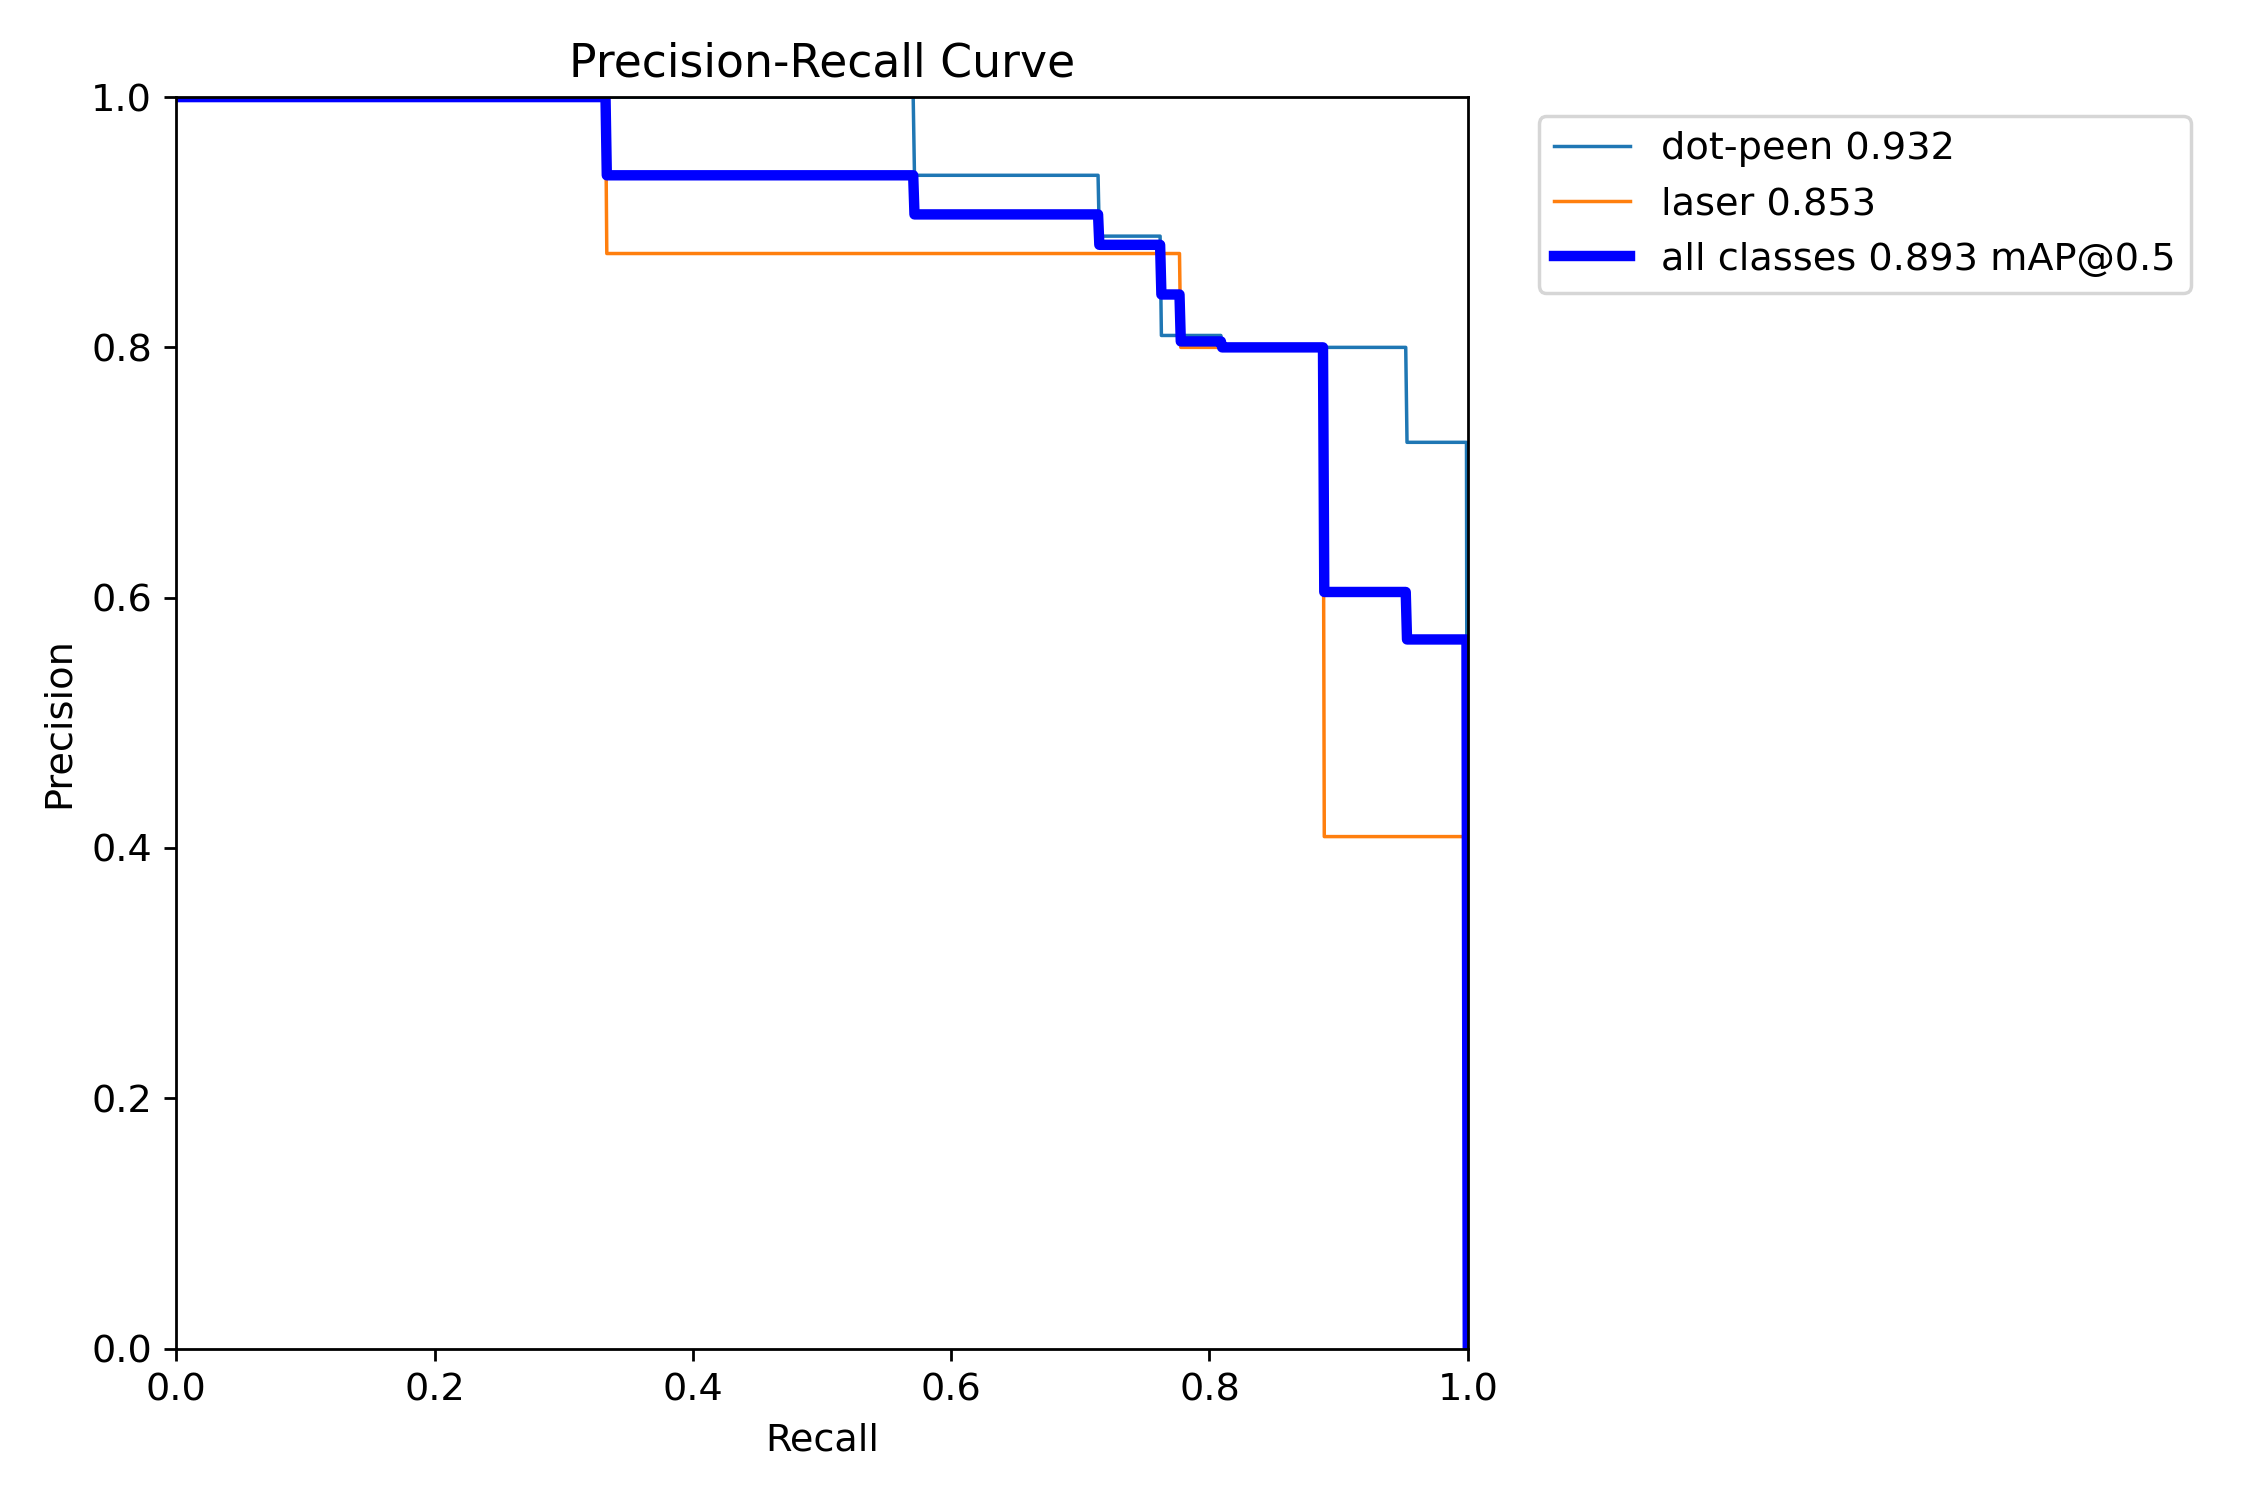 Precision-Recall Curve
1.0
0.8
0.6
0.4
0.2
0.0
Precision
0.0 0.2 0.4 0.6 0.8 1.0
Recall
dot-peen 0.932
laser 0.853
all classes 0.893 mAP@0.5